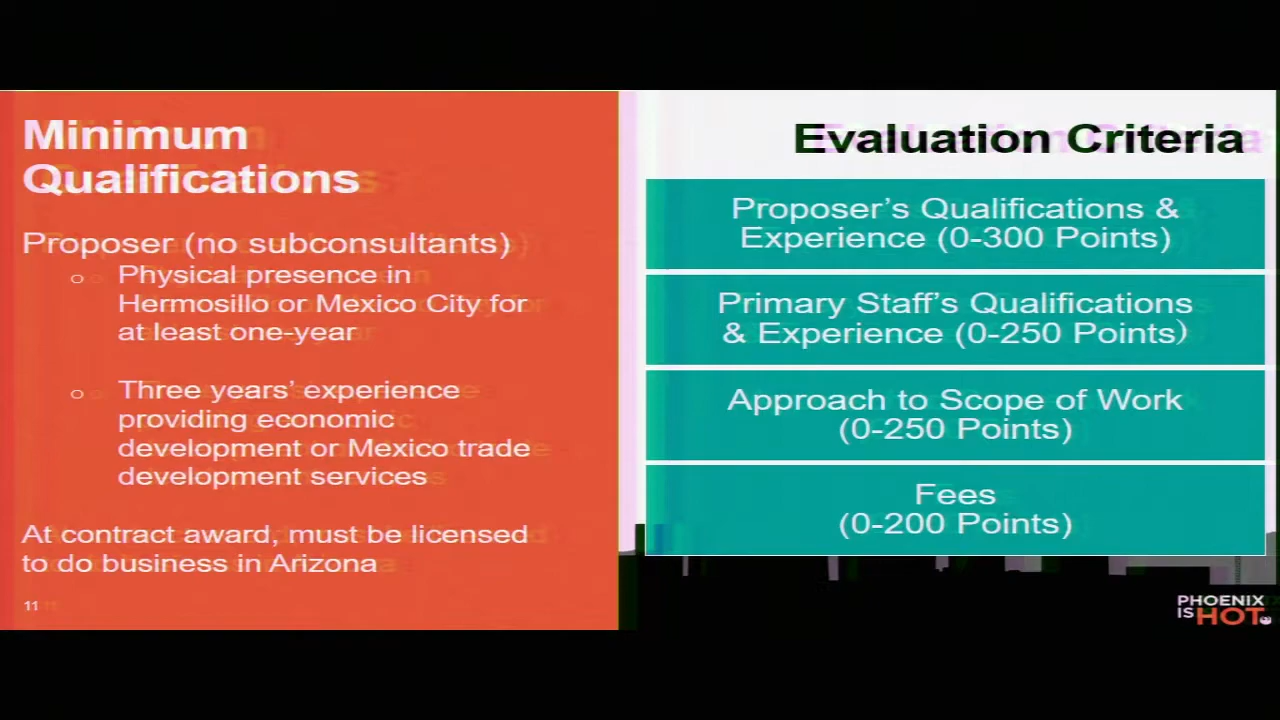 Minimum
Qualifications
Proposer (no subconsultants)
o Physical presence in
Hermosillo or Mexico City for
at least one-year
o Three years’ experience
providing economic
development or Mexico trade
development services
At contract award, must be licensed
to do business in Arizona
11
Evaluation Criteria
Proposer’s Qualifications &
Experience (0-300 Points)
Primary Staff’s Qualifications
& Experience (0-250 Points)
Approach to Scope of Work
(0-250 Points)
Fees
(0-200 Points)
PHOENIX
IS HOT